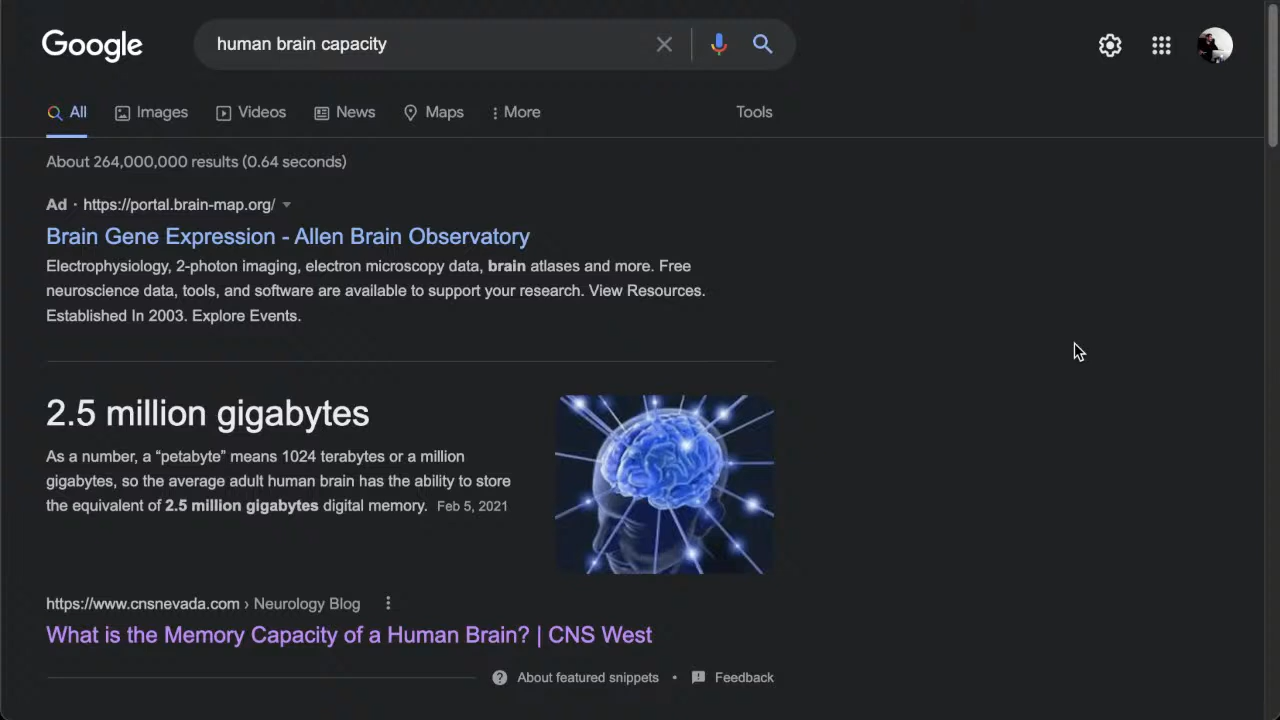 Google
human brain capacity
All Images Videos News Maps More Tools
About 264,000,000 results (0.64 seconds)
Ad · https://portal.brain-map.org/
Brain Gene Expression - Allen Brain Observatory
Electrophysiology, 2-photon imaging, electron microscopy data, brain atlases and more. Free
neuroscience data, tools, and software are available to support your research. View Resources.
Established In 2003. Explore Events.
2.5 million gigabytes
As a number, a “petabyte” means 1024 terabytes or a million
gigabytes, so the average adult human brain has the ability to store
the equivalent of 2.5 million gigabytes digital memory. Feb 5, 2021
https://www.cnsnevada.com › Neurology Blog
What is the Memory Capacity of a Human Brain? | CNS West
About featured snippets • Feedback